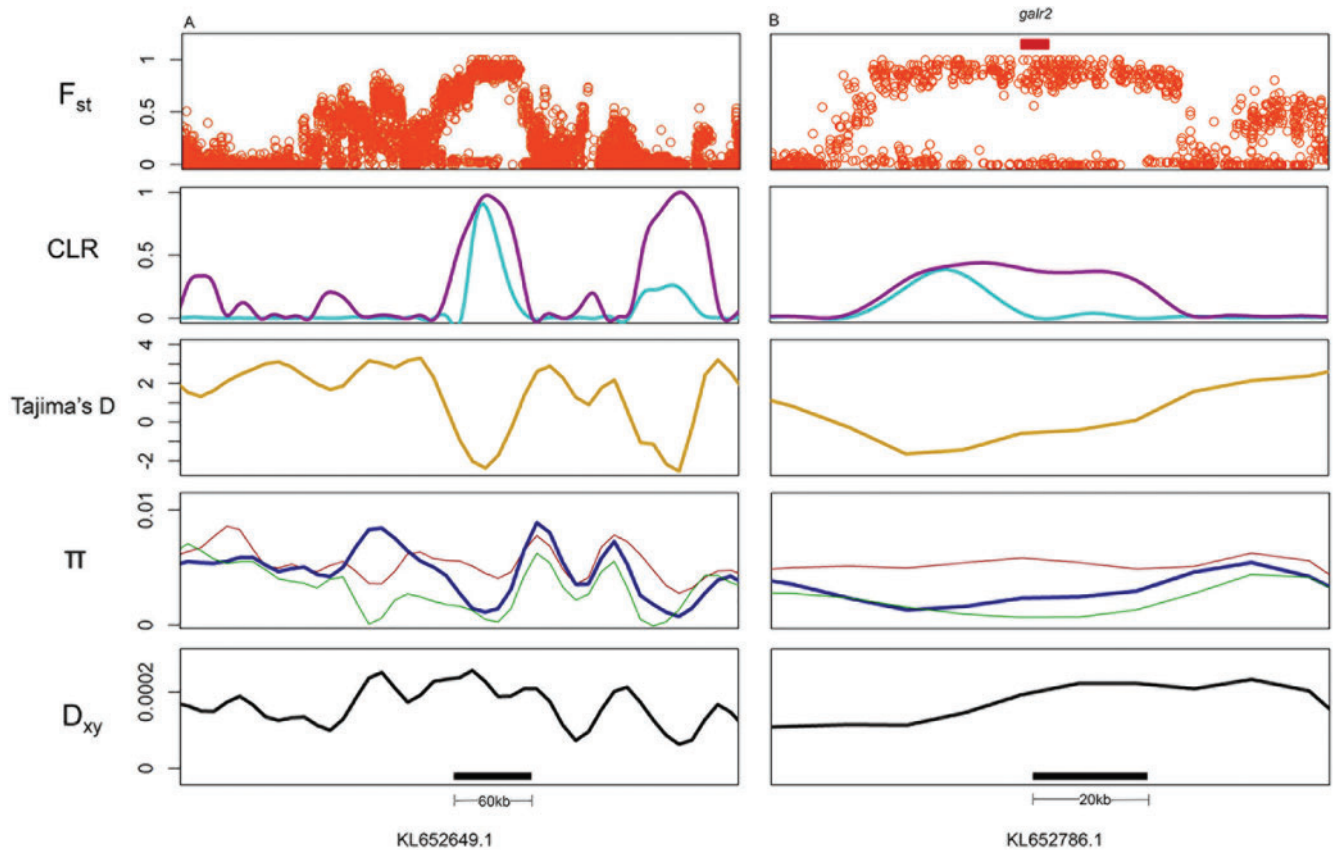 A
B
galr2
Fst
1
0.5
0
CLR
1
0.5
0
Tajima's D
4
2
0
-2
π
0.01
0
Dxy
0.0002
0
60kb
20kb
KL652649.1
KL652786.1